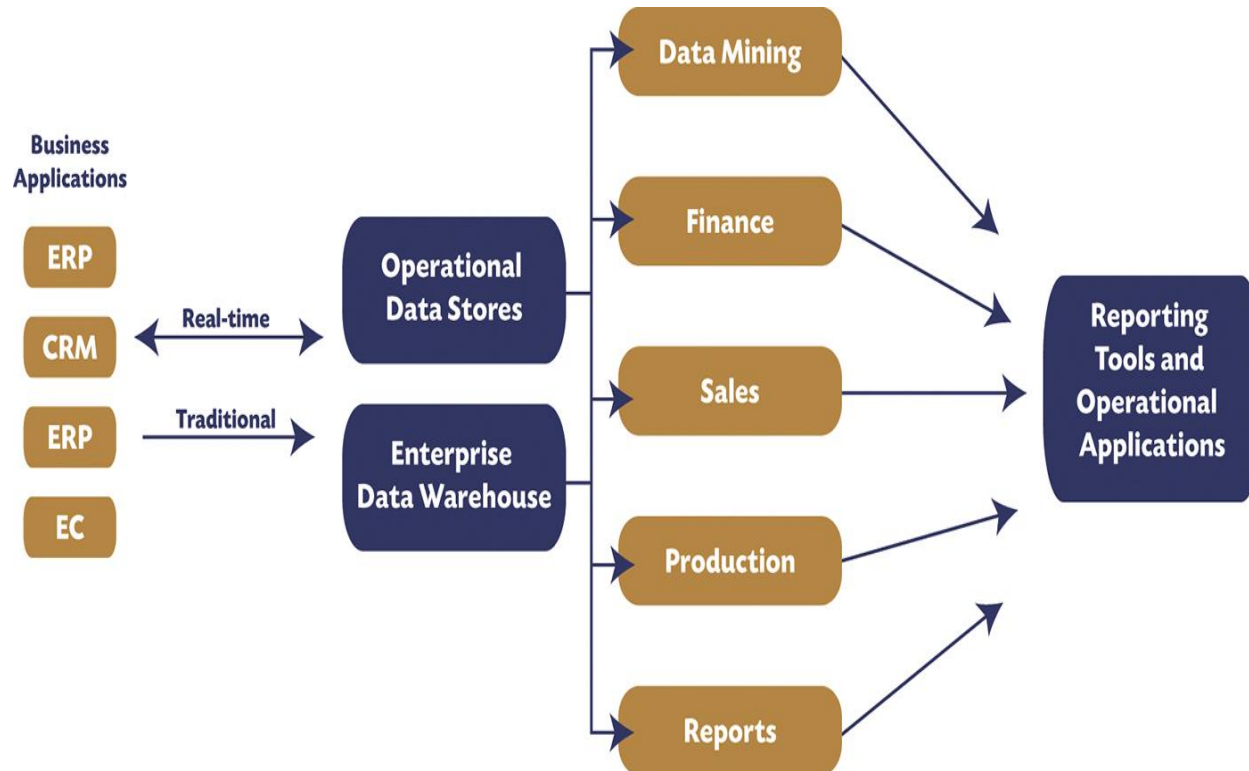 Business
Applications
ERP
CRM
ERP
EC
Real-time
Traditional
Operational
Data Stores
Enterprise
Data Warehouse
Data Mining
Finance
Sales
Production
Reports
Reporting
Tools and
Operational
Applications